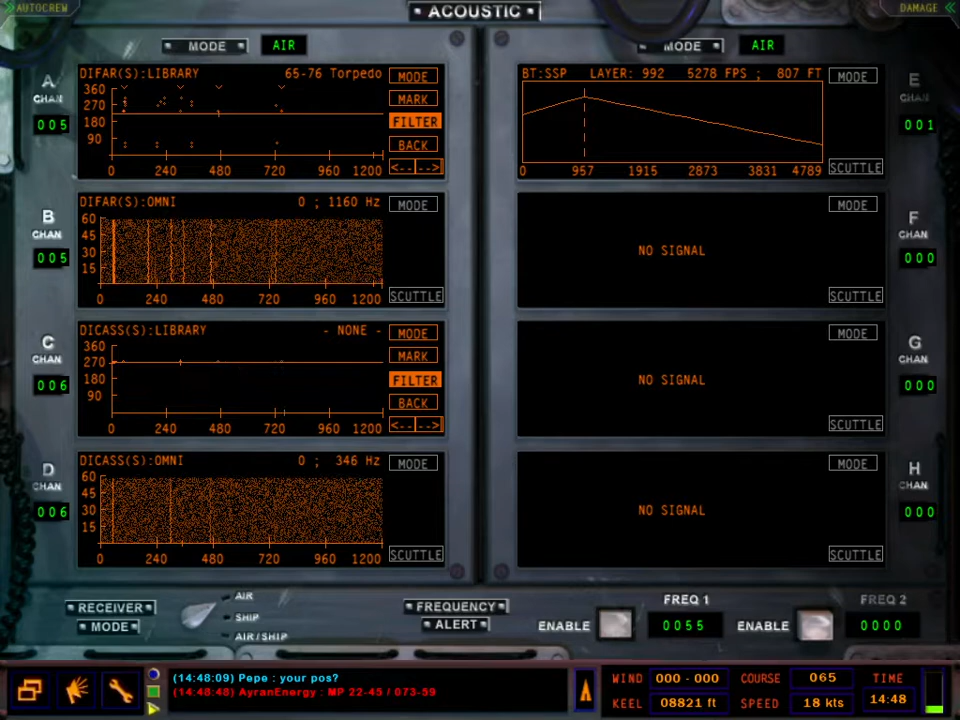 AUTOCREW
ACOUSTIC
DAMAGE
MODE AIR
MODE AIR
A
CHAN
005
DIFAR(S):LIBRARY 65-76 Torpedo
360
270
180
90
0 240 480 720 960 1200
MODE
MARK
FILTER
BACK
<-- -->
B
CHAN
005
DIFAR(S):OMNI 0 ; 1160 Hz
60
45
30
15
0 240 480 720 960 1200
MODE
SCUTTLE
C
CHAN
006
DICASS(S):LIBRARY - NONE -
360
270
180
90
0 240 480 720 960 1200
MODE
MARK
FILTER
BACK
<-- -->
D
CHAN
006
DICASS(S):OMNI 0 ; 346 Hz
60
45
30
15
0 240 480 720 960 1200
MODE
SCUTTLE
BT:SSP LAYER: 992 5278 FPS ; 807 FT
0 957 1915 2873 3831 4789
MODE
SCUTTLE
E
CHAN
001
NO SIGNAL
MODE
SCUTTLE
F
CHAN
000
NO SIGNAL
MODE
SCUTTLE
G
CHAN
000
NO SIGNAL
MODE
SCUTTLE
H
CHAN
000
RECEIVER
MODE
AIR
SHIP
AIR/SHIP
FREQUENCY
ALERT
FREQ 1
ENABLE 0055
FREQ 2
ENABLE 0000
(14:48:09) Pepe : your pos?
(14:48:48) AyranEnergy : MP 22-45 / 073-59
WIND 000 - 000 COURSE 065 TIME
KEEL 08821 ft SPEED 18 kts 14:48